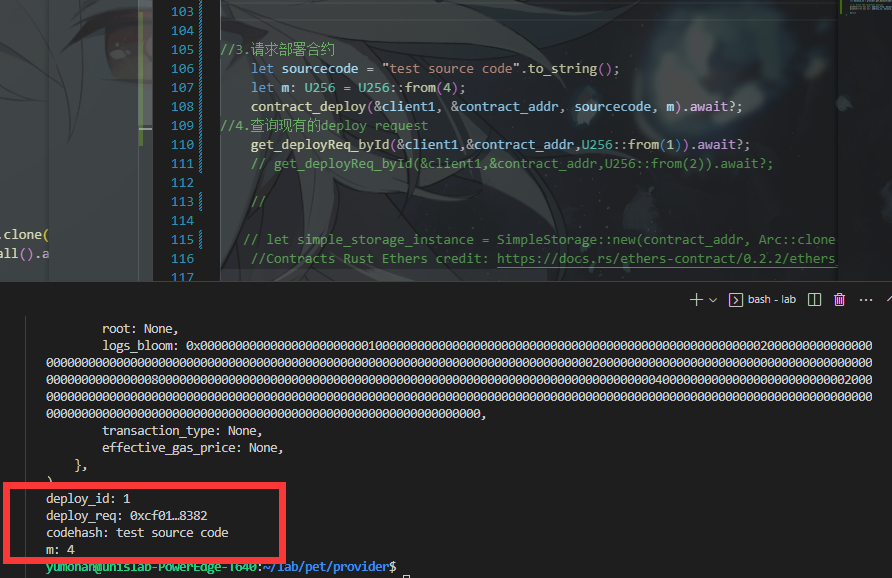 103
104
105 //3.请求部署合约
106 let sourcecode = "test source code".to_string();
107 let m: U256 = U256::from(4);
108 contract_deploy(&client1, &contract_addr, sourcecode, m).await?;
109 //4.查询现有的deploy request
110 get_deployReq_byId(&client1,&contract_addr,U256::from(1)).await?;
111 // get_deployReq_byId(&client1,&contract_addr,U256::from(2)).await?;
112
113 //
114
.clone(
115 // let simple_storage_instance = SimpleStorage::new(contract_addr, Arc::clone
all().a
116 //Contracts Rust Ethers credit: https://docs.rs/ethers-contract/0.2.2/ethers
117
bash - lab
root: None,
transaction_type: None,
effective_gas_price: None,
},
)
deploy_id: 1
deploy_req: 0xcf01…8382
codehash: test source code
m: 4
yumohan@unislab-PowerEdge-T640:~/lab/pet/provider$